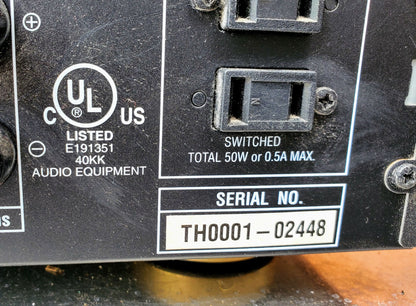 C UL US
LISTED
E191351
40KK
AUDIO EQUIPMENT
SWITCHED
TOTAL 50W or 0.5A MAX.
SERIAL NO.
TH0001-02448